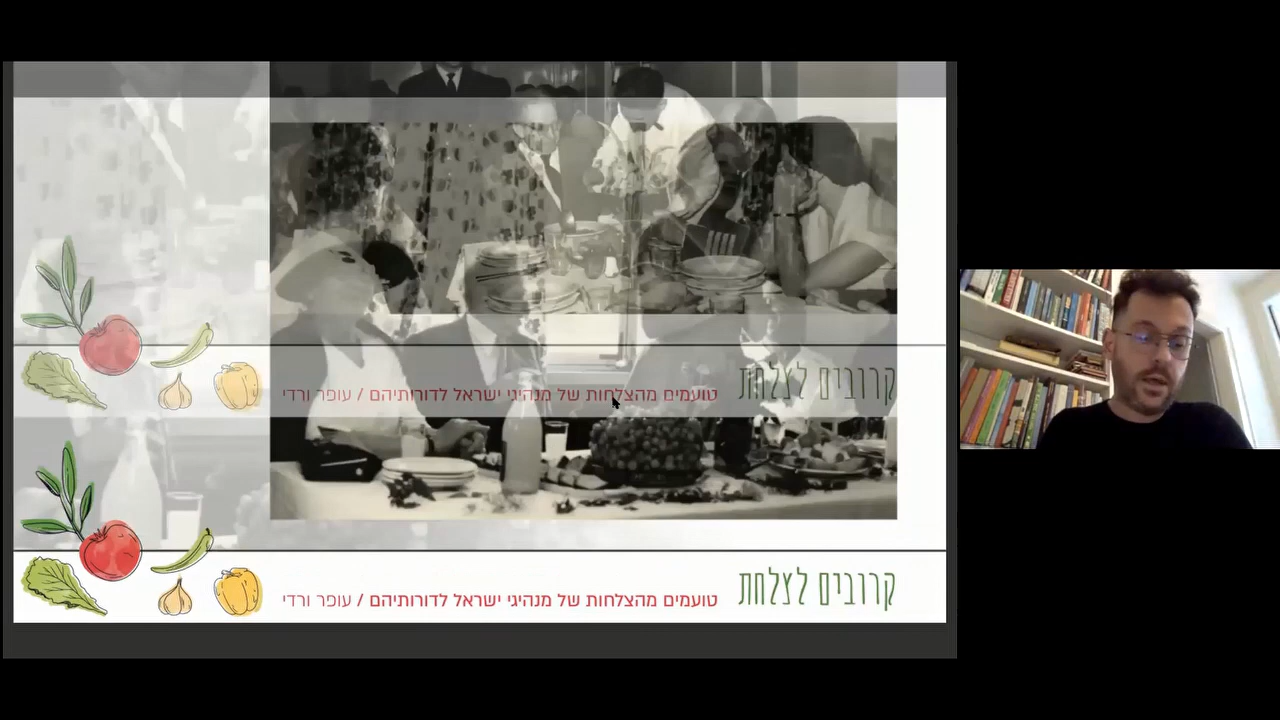 קרובים לצלחת
טועמים מהצלחות של מנהיגי ישראל לדורותיהם / עופר ורדי
קרובים לצלחת
טועמים מהצלחות של מנהיגי ישראל לדורותיהם / עופר ורדי